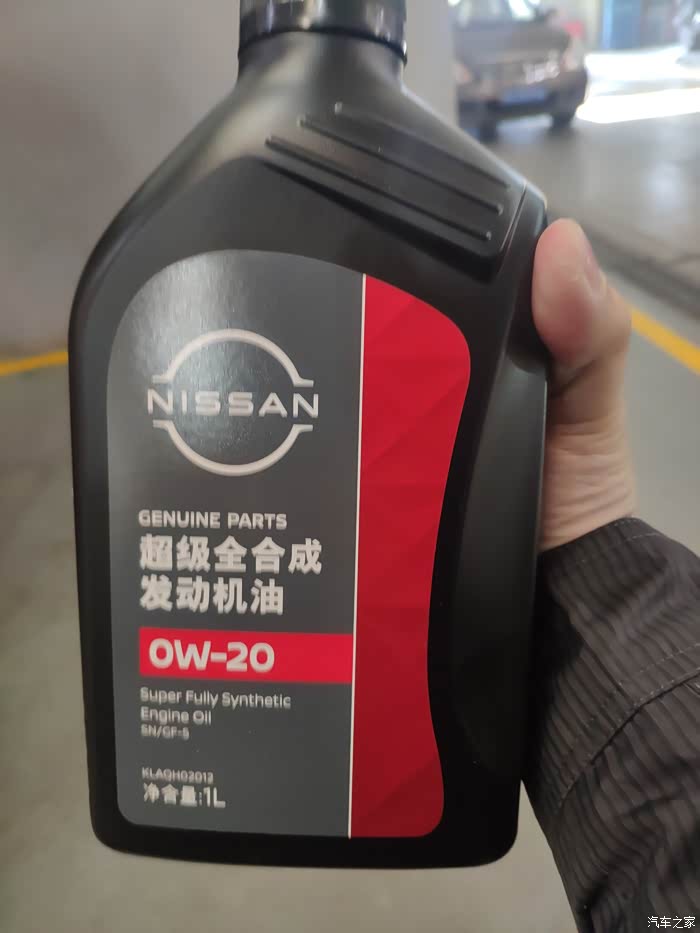 NISSAN
GENUINE PARTS
超级全合成
发动机油
0W-20
Super Fully Synthetic
Engine Oil
SN/GF-5
KLAQH02012
净含量:1L
汽车之家